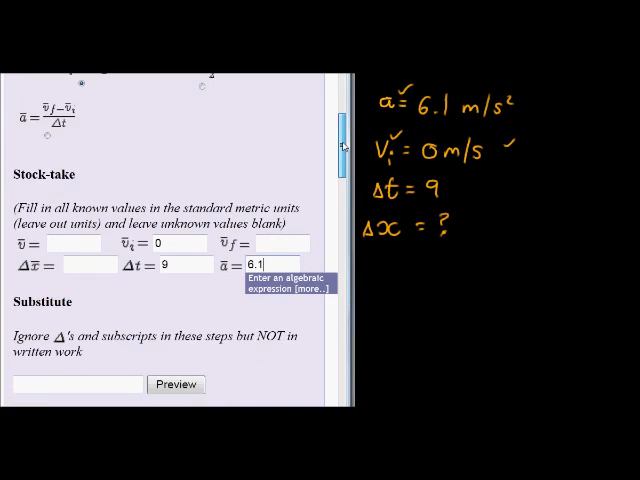 2
a̅ = v̅f − v̅i / Δt
Stock-take
(Fill in all known values in the standard metric units
(leave out units) and leave unknown values blank)
v̅ = v̅i = 0 v̅f =
Δx̅ = Δt = 9 a̅ = 6.1
Enter an algebraic
expression [more..]
Substitute
Ignore Δ's and subscripts in these steps but NOT in
written work
Preview
a = 6.1 m/s²
Vi = 0 m/s
Δt = 9
Δx = ?